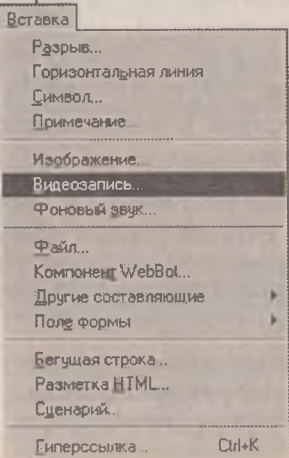 Вставка
Разрыв...
Горизонтальная линия
Символ...
Примечание
Изображение...
Видеозапись...
Фоновый звук...
Файл...
Компонент WebBot...
Другие составляющие
Поле формы
Бегущая строка...
Разметка HTML...
Сценарий...
Гиперссылка... Ctrl+K